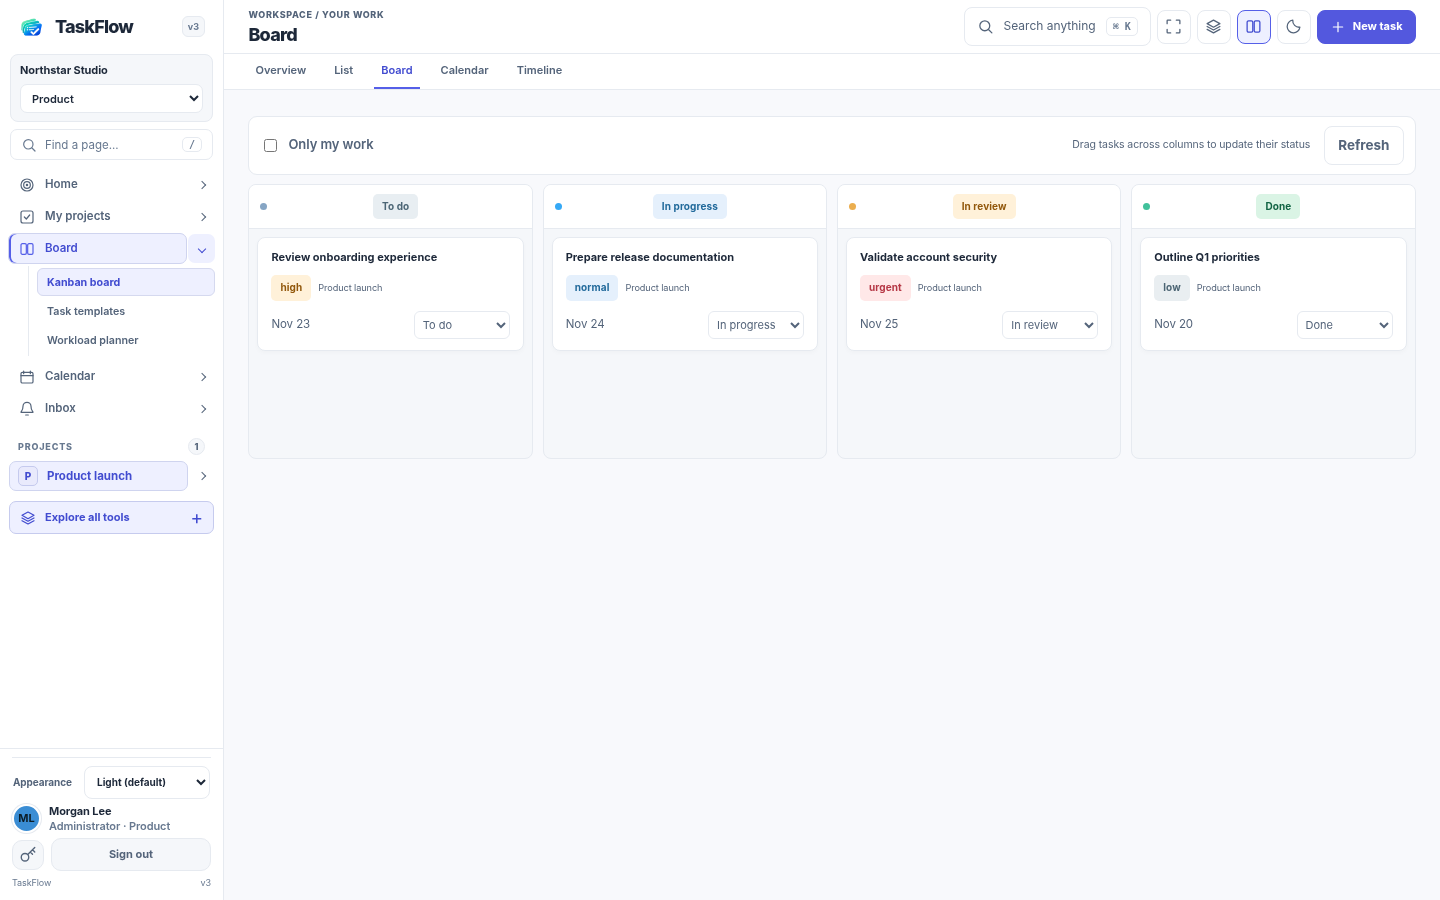 TaskFlow
v3
Northstar Studio
Product
Find a page...
/
Home
My projects
Board
Kanban board
Task templates
Workload planner
Calendar
Inbox
PROJECTS
1
P
Product launch
Explore all tools
+
Appearance
Light (default)
ML
Morgan Lee
Administrator · Product
Sign out
TaskFlow
v3
WORKSPACE / YOUR WORK
Board
Search anything
⌘ K
+ New task
Overview
List
Board
Calendar
Timeline
Only my work
Drag tasks across columns to update their status
Refresh
To do
Review onboarding experience
high
Product launch
Nov 23
To do
In progress
Prepare release documentation
normal
Product launch
Nov 24
In progress
In review
Validate account security
urgent
Product launch
Nov 25
In review
Done
Outline Q1 priorities
low
Product launch
Nov 20
Done